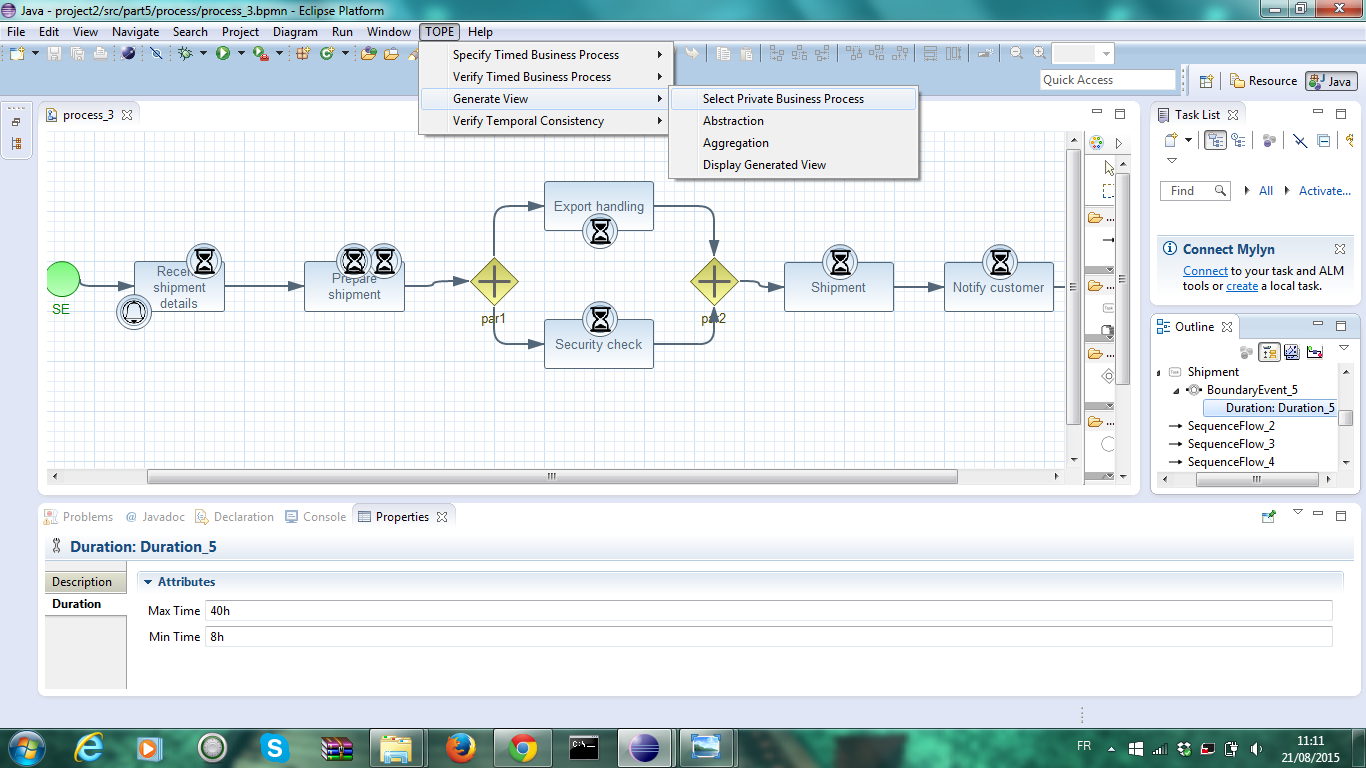 Java - project2/src/part5/process/process_3.bpmn - Eclipse Platform
File Edit View Navigate Search Project Diagram Run Window TOPE Help
Specify Timed Business Process
Verify Timed Business Process
Generate View
Verify Temporal Consistency
Select Private Business Process
Abstraction
Aggregation
Display Generated View
Quick Access
Resource
Java
process_3
SE
shipment
details
Prepare
shipment
par1
Export handling
Security check
par2
Shipment
Notify customer
...
...
...
...
Task List
Find
All
Activate...
Connect Mylyn
Connect to your task and ALM
tools or create a local task.
Outline
Shipment
BoundaryEvent_5
Duration: Duration_5
SequenceFlow_2
SequenceFlow_3
SequenceFlow_4
Problems @ Javadoc Declaration Console Properties
Duration: Duration_5
Description
Duration
Attributes
Max Time 40h
Min Time 8h
FR
11:11
21/08/2015